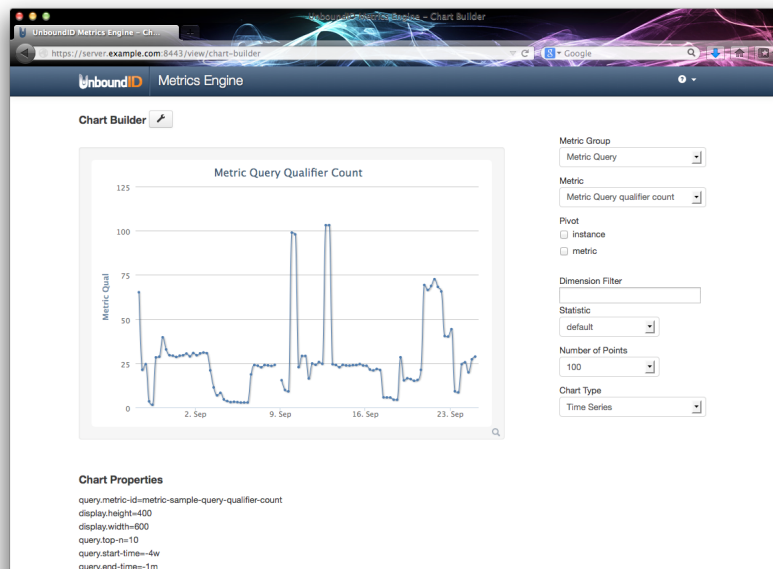 UnboundID Metrics Engine – Chart Builder
UnboundID Metrics Engine – Ch...
https://server.example.com:8443/view/chart-builder
Google
UnboundID Metrics Engine
Chart Builder
Metric Query Qualifier Count
125
100
75
50
25
0
Metric Qual
2. Sep 9. Sep 16. Sep 23. Sep
Metric Group
Metric Query
Metric
Metric Query qualifier count
Pivot
instance
metric
Dimension Filter
Statistic
default
Number of Points
100
Chart Type
Time Series
Chart Properties
query.metric-id=metric-sample-query-qualifier-count
display.height=400
display.width=600
query.top-n=10
query.start-time=-4w
query.end-time=-1m